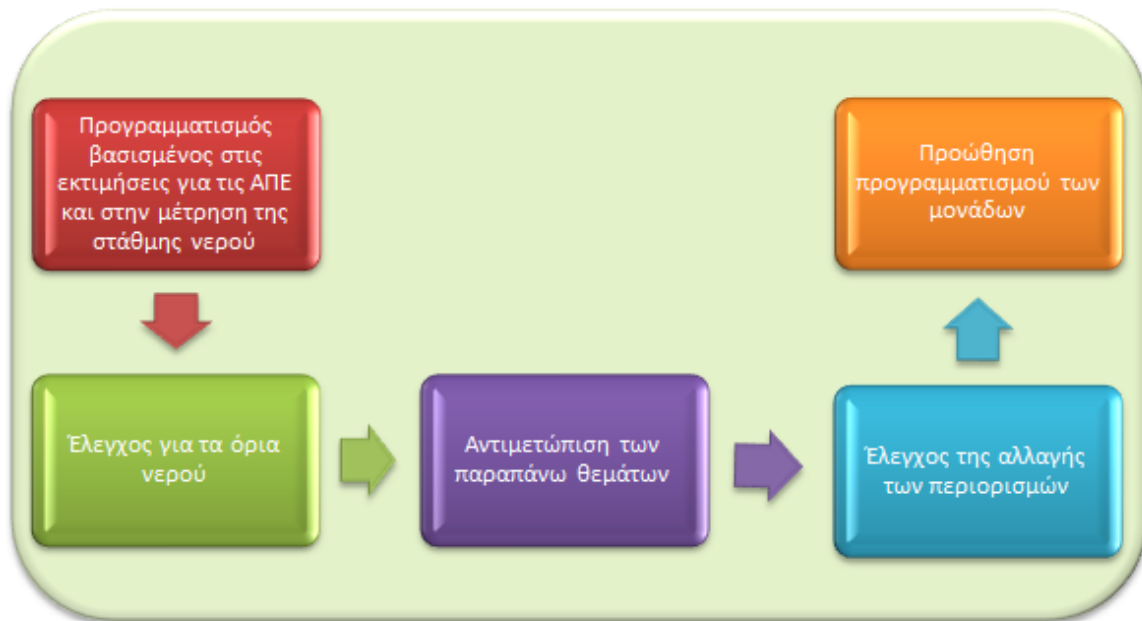 Προγραμματισμός
βασισμένος στις
εκτιμήσεις για τις ΑΠΕ
και στην μέτρηση της
στάθμης νερού
Έλεγχος για τα όρια
νερού
Αντιμετώπιση των
παραπάνω θεμάτων
Έλεγχος της αλλαγής
των περιορισμών
Προώθηση
προγραμματισμού των
μονάδων